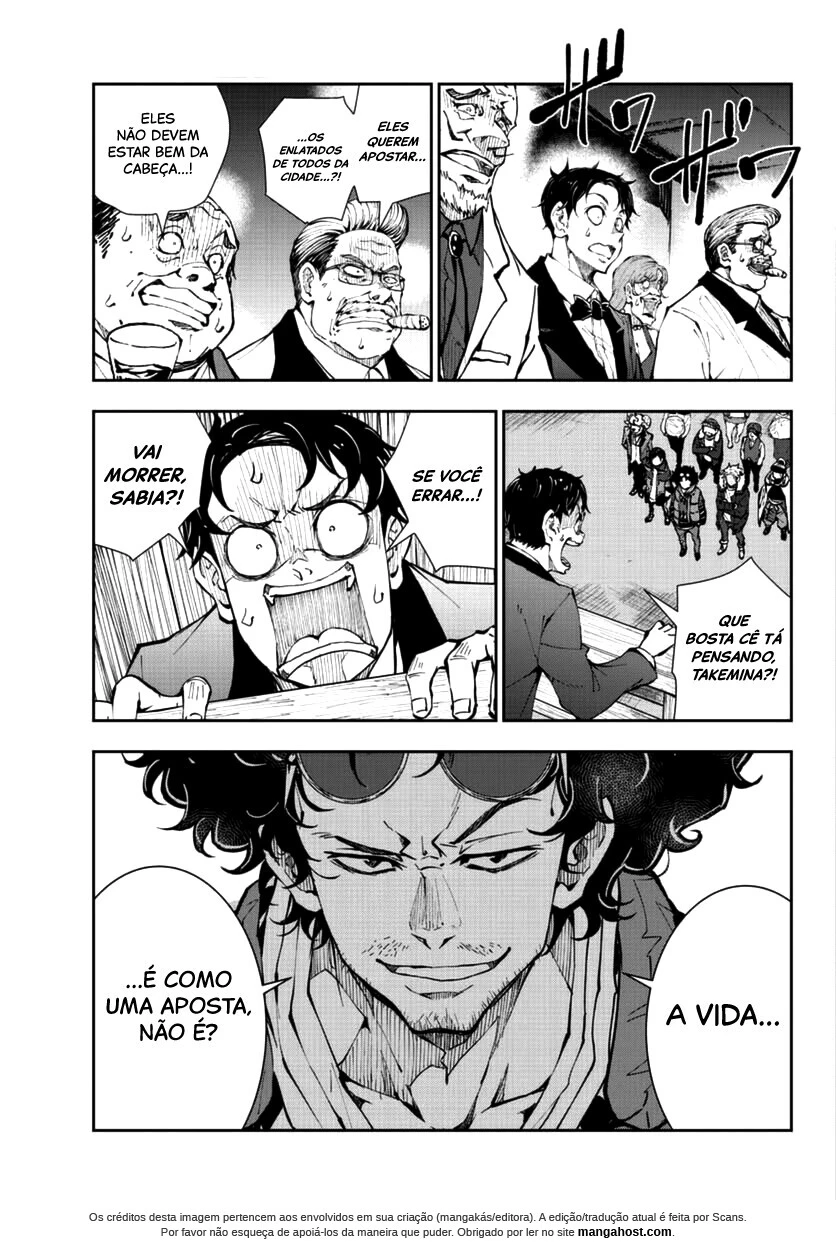 ザワ
ザワ
ELES
QUEREM
APOSTAR...
...OS
ENLATADOS
DE TODOS DA
CIDADE...?!
ELES
NÃO DEVEM
ESTAR BEM DA
CABEÇA...!
QUE
BOSTA CÊ TÁ
PENSANDO,
TAKEMINA?!
SE VOCÊ
ERRAR...!
VAI
MORRER,
SABIA?!
A VIDA...
...É COMO
UMA APOSTA,
NÃO É?
Os créditos desta imagem pertencem aos envolvidos em sua criação (mangakás/editora). A edição/tradução atual é feita por Scans.
Por favor não esqueça de apoiá-los da maneira que puder. Obrigado por ler no site mangahost.com.